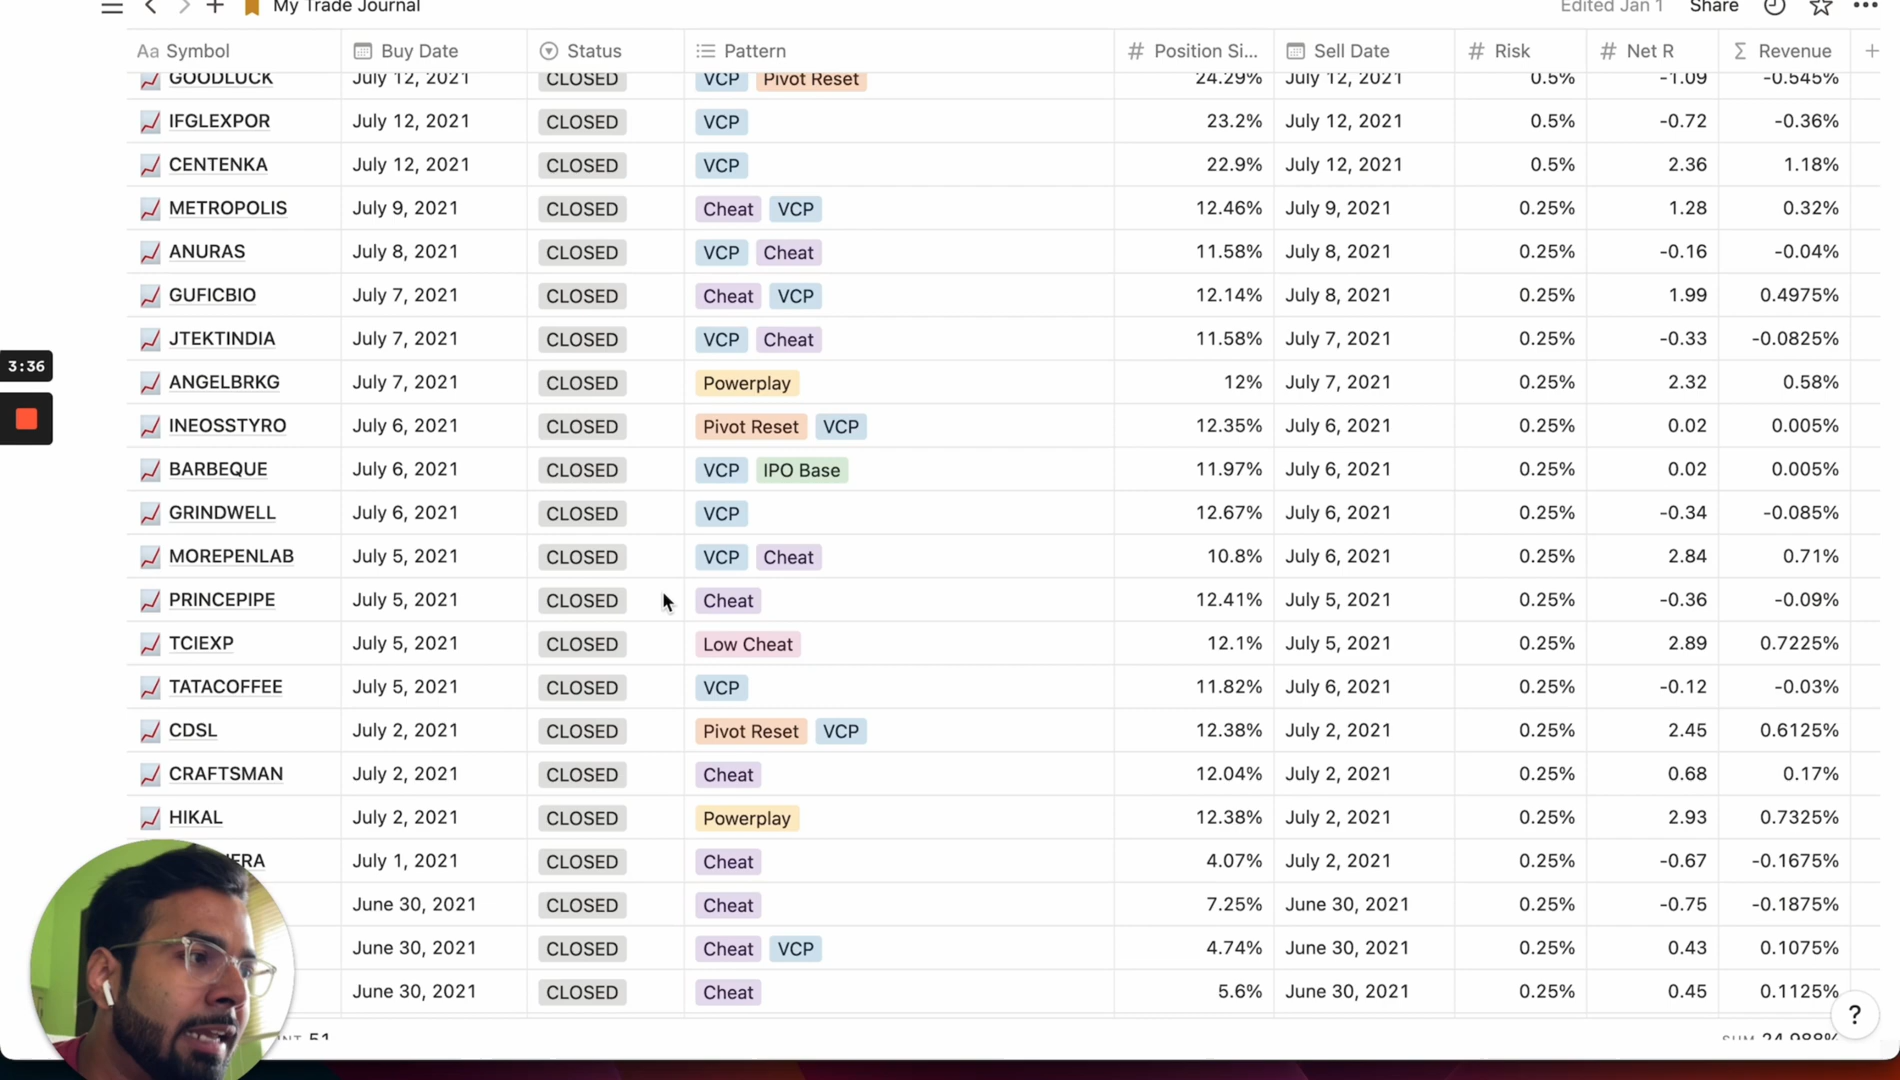 My Trade Journal Edited Jan 1 Share
Aa Symbol Buy Date Status Pattern # Position Si... Sell Date # Risk # Net R Σ Revenue +
GOODLUCK July 12, 2021 CLOSED VCP Pivot Reset 24.29% July 12, 2021 0.5% -1.09 -0.545%
IFGLEXPOR July 12, 2021 CLOSED VCP 23.2% July 12, 2021 0.5% -0.72 -0.36%
CENTENKA July 12, 2021 CLOSED VCP 22.9% July 12, 2021 0.5% 2.36 1.18%
METROPOLIS July 9, 2021 CLOSED Cheat VCP 12.46% July 9, 2021 0.25% 1.28 0.32%
ANURAS July 8, 2021 CLOSED VCP Cheat 11.58% July 8, 2021 0.25% -0.16 -0.04%
GUFICBIO July 7, 2021 CLOSED Cheat VCP 12.14% July 8, 2021 0.25% 1.99 0.4975%
JTEKTINDIA July 7, 2021 CLOSED VCP Cheat 11.58% July 7, 2021 0.25% -0.33 -0.0825%
3:36
ANGELBRKG July 7, 2021 CLOSED Powerplay 12% July 7, 2021 0.25% 2.32 0.58%
INEOSSTYRO July 6, 2021 CLOSED Pivot Reset VCP 12.35% July 6, 2021 0.25% 0.02 0.005%
BARBEQUE July 6, 2021 CLOSED VCP IPO Base 11.97% July 6, 2021 0.25% 0.02 0.005%
GRINDWELL July 6, 2021 CLOSED VCP 12.67% July 6, 2021 0.25% -0.34 -0.085%
MOREPENLAB July 5, 2021 CLOSED VCP Cheat 10.8% July 6, 2021 0.25% 2.84 0.71%
PRINCEPIPE July 5, 2021 CLOSED Cheat 12.41% July 5, 2021 0.25% -0.36 -0.09%
TCIEXP July 5, 2021 CLOSED Low Cheat 12.1% July 5, 2021 0.25% 2.89 0.7225%
TATACOFFEE July 5, 2021 CLOSED VCP 11.82% July 6, 2021 0.25% -0.12 -0.03%
CDSL July 2, 2021 CLOSED Pivot Reset VCP 12.38% July 2, 2021 0.25% 2.45 0.6125%
CRAFTSMAN July 2, 2021 CLOSED Cheat 12.04% July 2, 2021 0.25% 0.68 0.17%
HIKAL July 2, 2021 CLOSED Powerplay 12.38% July 2, 2021 0.25% 2.93 0.7325%
July 1, 2021 CLOSED Cheat 4.07% July 2, 2021 0.25% -0.67 -0.1675%
June 30, 2021 CLOSED Cheat 7.25% June 30, 2021 0.25% -0.75 -0.1875%
June 30, 2021 CLOSED Cheat VCP 4.74% June 30, 2021 0.25% 0.43 0.1075%
June 30, 2021 CLOSED Cheat 5.6% June 30, 2021 0.25% 0.45 0.1125%
?
51 SUM 24.988%